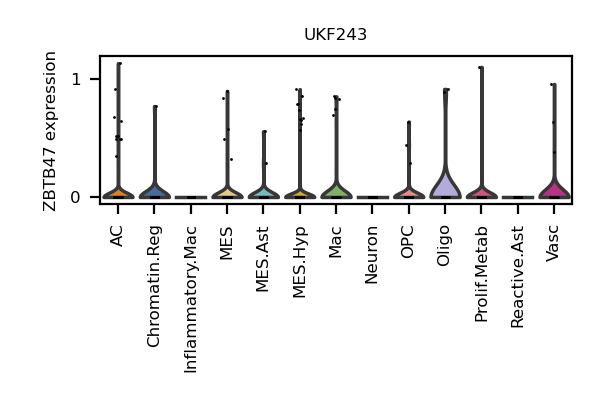 UKF243
ZBTB47 expression
1
0
AC
Chromatin.Reg
Inflammatory.Mac
MES
MES.Ast
MES.Hyp
Mac
Neuron
OPC
Oligo
Prolif.Metab
Reactive.Ast
Vasc